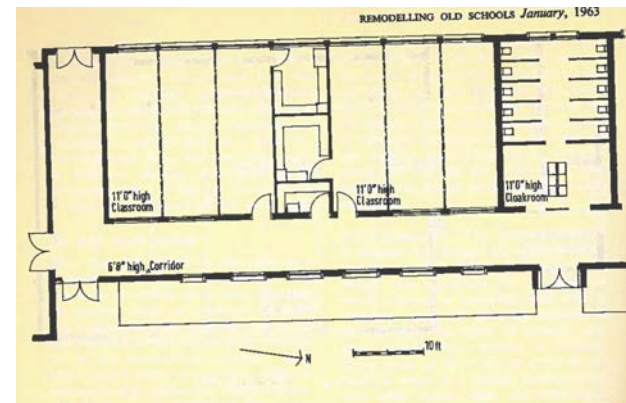 REMODELLING OLD SCHOOLS January, 1963
11'0" high
Classroom
11'0" high
Classroom
11'0" high
Cloakroom
6'8" high Corridor
N
10 ft